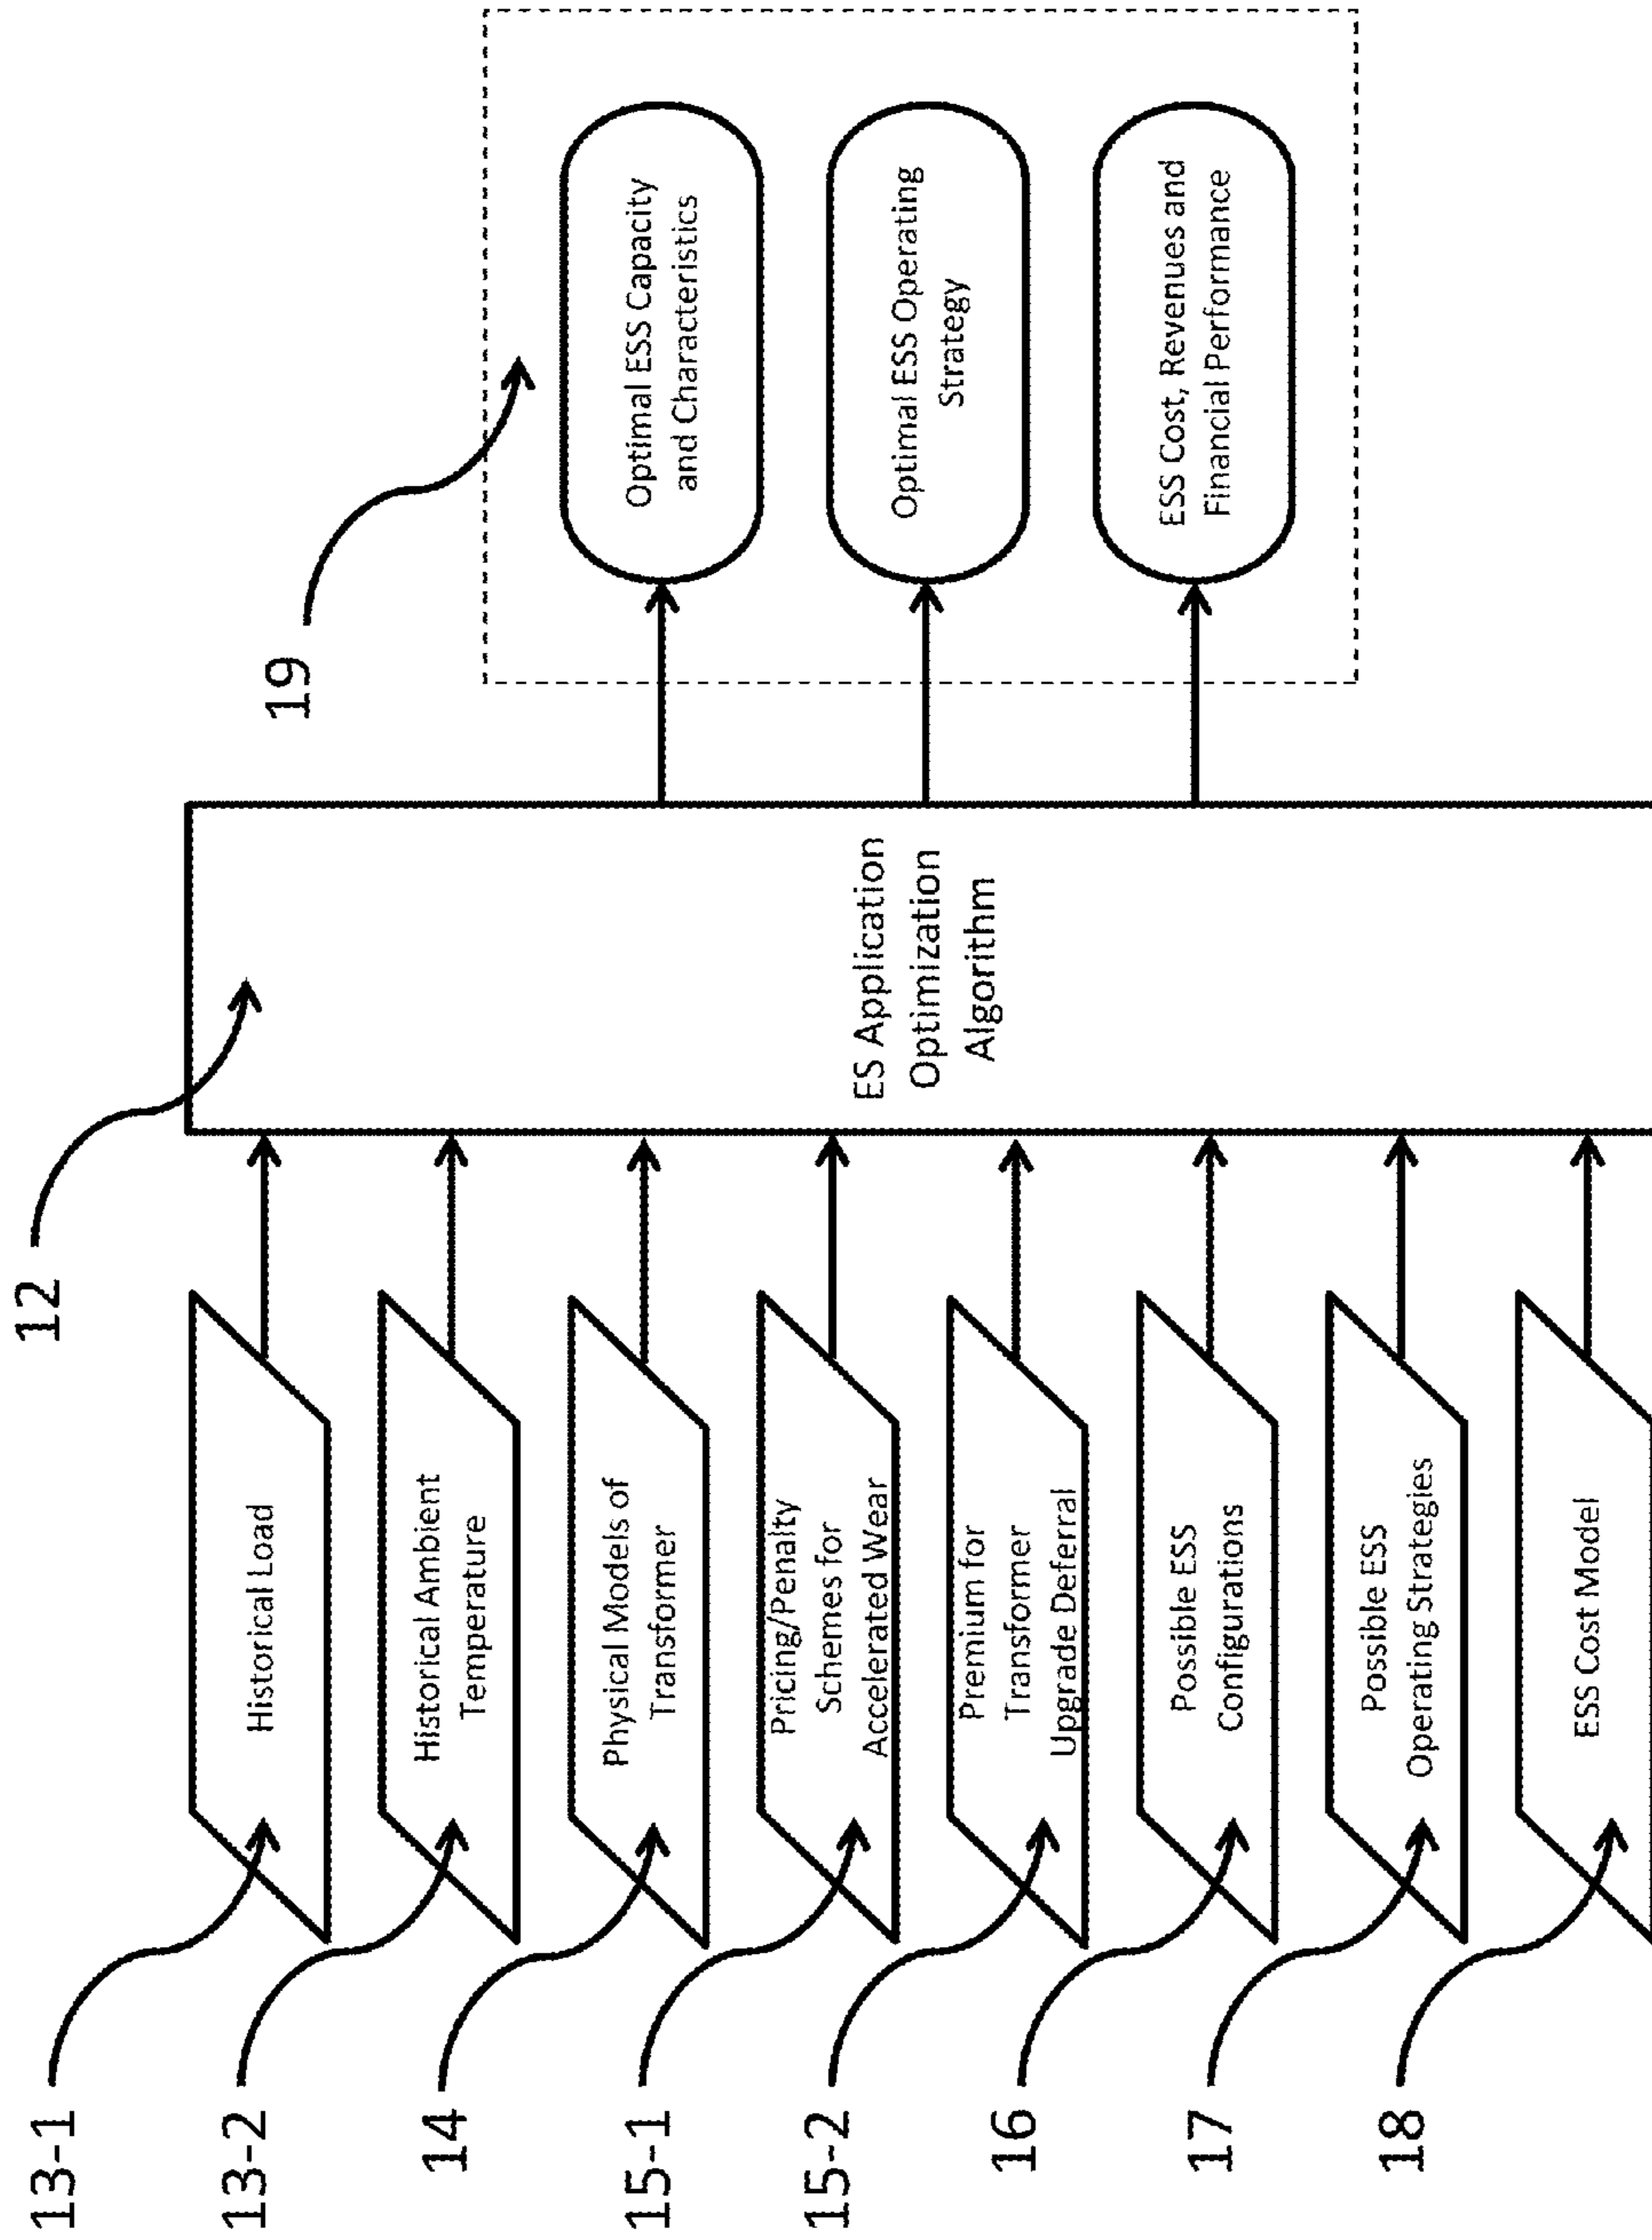 12
19
13-1
Historical Load
13-2
Historical Ambient
Temperature
14
Physical Models of
Transformer
15-1
Pricing/Penalty
Schemes for
Accelerated Wear
15-2
Premium for
Transformer
Upgrade Deferral
16
Possible ESS
Configurations
17
Possible ESS
Operating Strategies
18
ESS Cost Model
ES Application
Optimization
Algorithm
Optimal ESS Capacity
and Characteristics
Optimal ESS Operating
Strategy
ESS Cost, Revenues and
Financial Performance